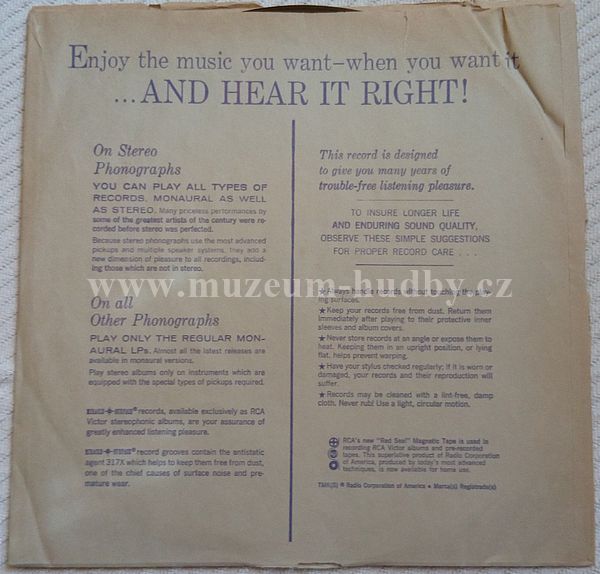 Enjoy the music you want—when you want it
...AND HEAR IT RIGHT!
On Stereo
Phonographs
YOU CAN PLAY ALL TYPES OF
RECORDS, MONAURAL AS WELL
AS STEREO. Many priceless performances by
some of the greatest artists of the century were re-
corded before stereo was perfected.
Because stereo phonographs use the most advanced
pickups and multiple speaker systems, they add a
new dimension of pleasure to all recordings, includ-
ing those which are not in stereo.
On all
Other Phonographs
PLAY ONLY THE REGULAR MON-
AURAL LPs. Almost all the latest releases are
available in monaural versions.
Play stereo albums only on instruments which are
equipped with the special types of pickups required.
records, available exclusively as RCA
Victor stereophonic albums, are your assurance of
greatly enhanced listening pleasure.
record grooves contain the antistatic
agent 317X which helps to keep them free from dust,
one of the chief causes of surface noise and pre-
mature wear.
This record is designed
to give you many years of
trouble-free listening pleasure.
TO INSURE LONGER LIFE
AND ENDURING SOUND QUALITY,
OBSERVE THESE SIMPLE SUGGESTIONS
FOR PROPER RECORD CARE . . .
www.muzeum-hudby.cz
★Always handle records without touching the play-
ing surfaces.
★Keep your records free from dust. Return them
immediately after playing to their protective inner
sleeves and album covers.
★Never store records at an angle or expose them to
heat. Keeping them in an upright position, or lying
flat, helps prevent warping.
★Have your stylus checked regularly; if it is worn or
damaged, your records and their reproduction will
suffer.
★Records may be cleaned with a lint-free, damp
cloth. Never rub! Use a light, circular motion.
RCA's new "Red Seal" Magnetic Tape is used in
recording RCA Victor albums and pre-recorded
tapes. This superlative product of Radio Corporation
of America, produced by today's most advanced
techniques, is now available for home use.
TMK(S) ® Radio Corporation of America • Marca(s) Registrada(s)